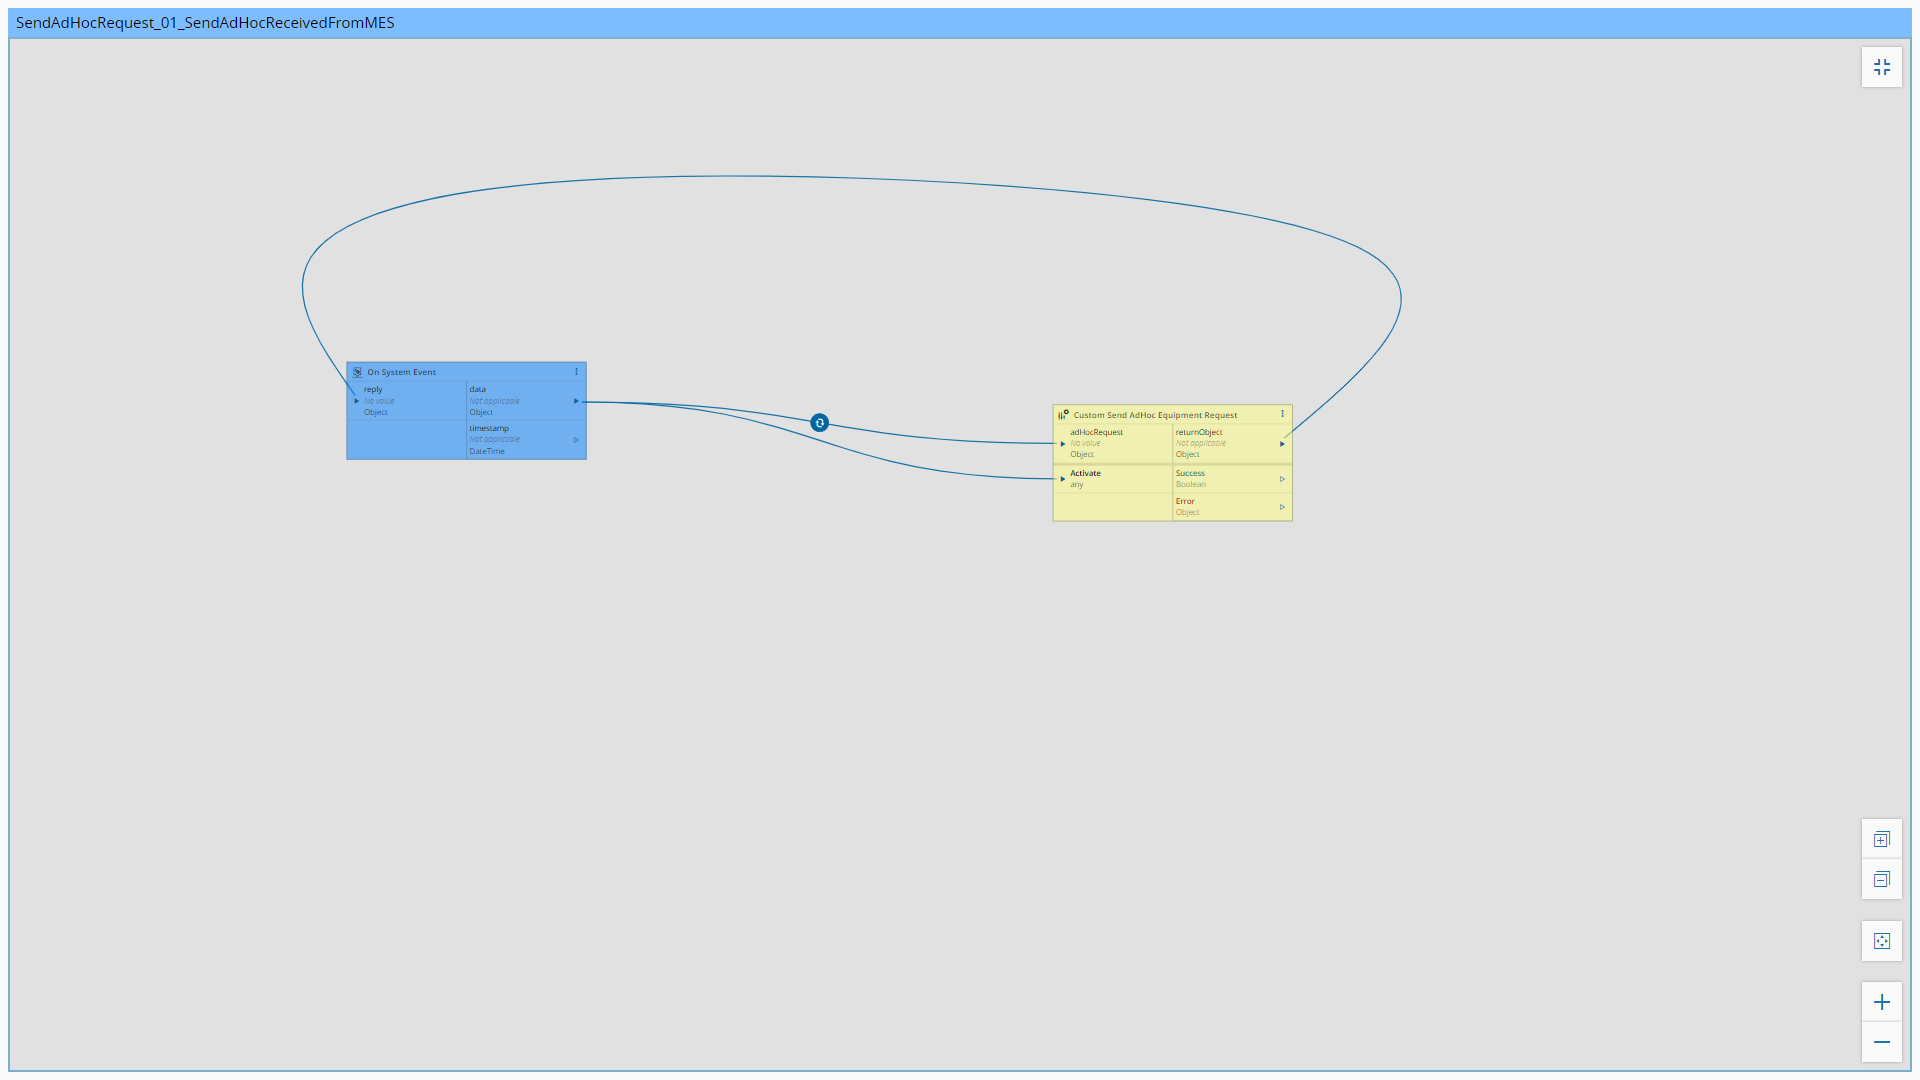 SendAdHocRequest_01_SendAdHocReceivedFromMES
On System Event
reply
No value
Object
data
Not applicable
Object
timestamp
Not applicable
DateTime
Custom Send AdHoc Equipment Request
adHocRequest
No value
Object
returnObject
Not applicable
Object
Activate
any
Success
Boolean
Error
Object